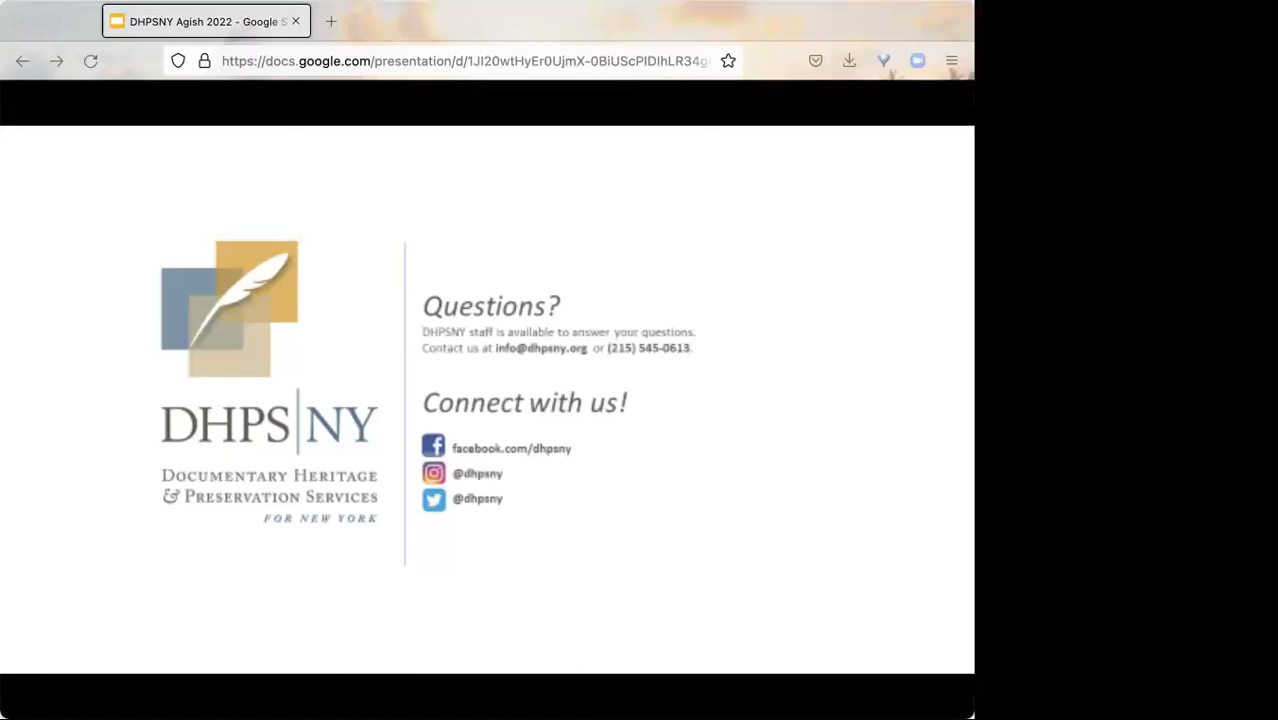 DHPSNY Agish 2022 - Google S
https://docs.google.com/presentation/d/1JI20wtHyEr0UjmX-0BiUScPIDIhLR34g
Questions?
DHPSNY staff is available to answer your questions.
Contact us at info@dhpsny.org or (215) 545-0613.
Connect with us!
facebook.com/dhpsny
@dhpsny
@dhpsny
DHPS|NY
DOCUMENTARY HERITAGE
& PRESERVATION SERVICES
FOR NEW YORK